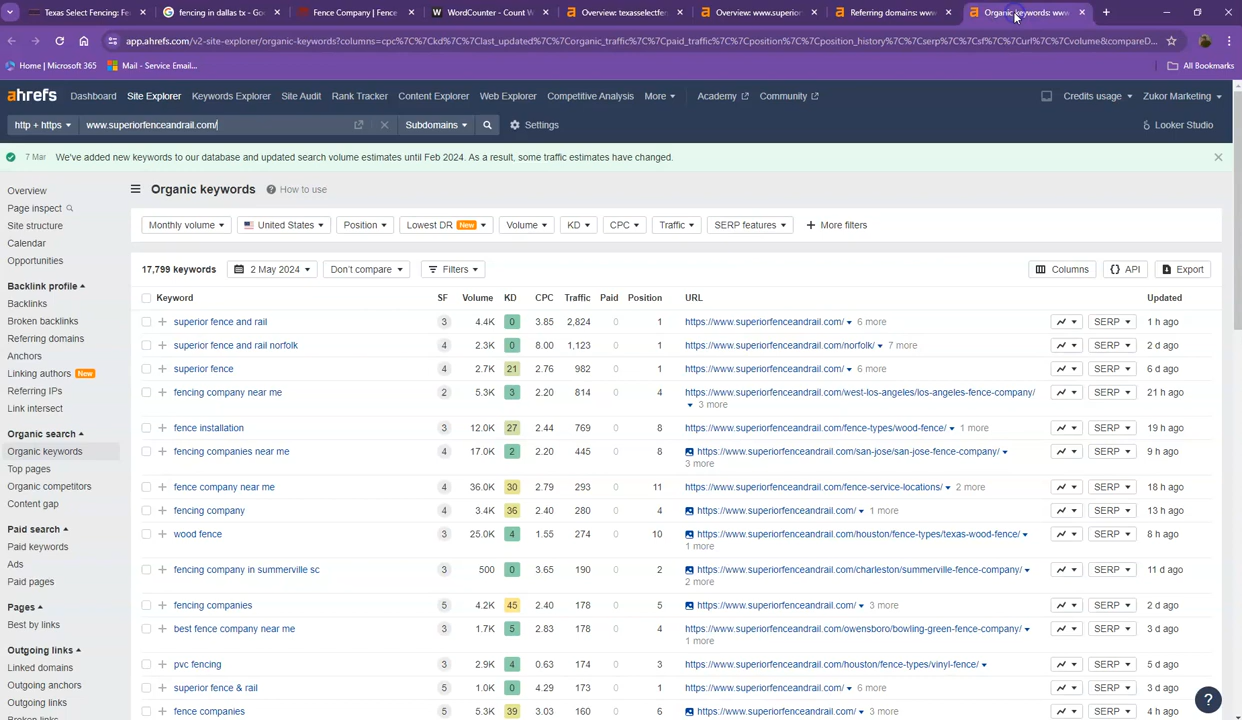 Texas Select Fencing: Fe
fencing in dallas tx - Goo
Fence Company | Fence
WordCounter - Count W
Overview: texasselectfen
Overview: www.superior
Referring domains: www
Organic keywords: www
app.ahrefs.com/v2-site-explorer/organic-keywords?columns=cpc%7C%7Ckd%7C%7Clast_updated%7C%7Corganic_traffic%7C%7Cpaid_traffic%7C%7Cposition%7C%7Cposition_history%7C%7Cserp%7C%7Csf%7C%7Curl%7C%7Cvolume&compareD...
Home | Microsoft 365
Mail - Service Email...
All Bookmarks
ahrefs Dashboard Site Explorer Keywords Explorer Site Audit Rank Tracker Content Explorer Web Explorer Competitive Analysis More Academy Community Credits usage Zukor Marketing
http + https www.superiorfenceandrail.com/ Subdomains Settings Looker Studio
7 Mar We've added new keywords to our database and updated search volume estimates until Feb 2024. As a result, some traffic estimates have changed.
Overview
Page inspect
Site structure
Calendar
Opportunities
Backlink profile
Backlinks
Broken backlinks
Referring domains
Anchors
Linking authors New
Referring IPs
Link intersect
Organic search
Organic keywords
Top pages
Organic competitors
Content gap
Paid search
Paid keywords
Ads
Paid pages
Pages
Best by links
Outgoing links
Linked domains
Outgoing anchors
Outgoing links
Broken links
Organic keywords ? How to use
Monthly volume United States Position Lowest DR New Volume KD CPC Traffic SERP features + More filters
17,799 keywords 2 May 2024 Don't compare Filters Columns {} API Export
Keyword SF Volume KD CPC Traffic Paid Position URL Updated
superior fence and rail 3 4.4K 0 3.85 2,824 0 1 https://www.superiorfenceandrail.com/ 6 more SERP 1 h ago
superior fence and rail norfolk 4 2.3K 0 8.00 1,123 0 1 https://www.superiorfenceandrail.com/norfolk/ 7 more SERP 2 d ago
superior fence 4 2.7K 21 2.76 982 0 1 https://www.superiorfenceandrail.com/ 6 more SERP 6 d ago
fencing company near me 2 5.3K 3 2.20 814 0 4 https://www.superiorfenceandrail.com/west-los-angeles/los-angeles-fence-company/ SERP 21 h ago
3 more
fence installation 3 12.0K 27 2.44 769 0 8 https://www.superiorfenceandrail.com/fence-types/wood-fence/ 1 more SERP 19 h ago
fencing companies near me 4 17.0K 2 2.20 445 0 8 https://www.superiorfenceandrail.com/san-jose/san-jose-fence-company/ SERP 9 h ago
3 more
fence company near me 4 36.0K 30 2.79 293 0 11 https://www.superiorfenceandrail.com/fence-service-locations/ 2 more SERP 18 h ago
fencing company 4 3.4K 36 2.40 280 0 4 https://www.superiorfenceandrail.com/ 1 more SERP 13 h ago
wood fence 3 25.0K 4 1.55 274 0 10 https://www.superiorfenceandrail.com/houston/fence-types/texas-wood-fence/ SERP 8 h ago
1 more
fencing company in summerville sc 3 500 0 3.65 190 0 2 https://www.superiorfenceandrail.com/charleston/summerville-fence-company/ SERP 11 d ago
2 more
fencing companies 5 4.2K 45 2.40 178 0 5 https://www.superiorfenceandrail.com/ 3 more SERP 2 d ago
best fence company near me 5 1.7K 5 2.83 178 0 4 https://www.superiorfenceandrail.com/owensboro/bowling-green-fence-company/ SERP 3 d ago
1 more
pvc fencing 3 2.9K 4 0.63 174 0 3 https://www.superiorfenceandrail.com/houston/fence-types/vinyl-fence/ SERP 5 d ago
superior fence & rail 5 1.0K 0 4.29 173 0 1 https://www.superiorfenceandrail.com/ 6 more SERP 3 d ago
fence companies 5 5.3K 39 3.03 160 0 6 https://www.superiorfenceandrail.com/ 3 more SERP 4 h ago
?